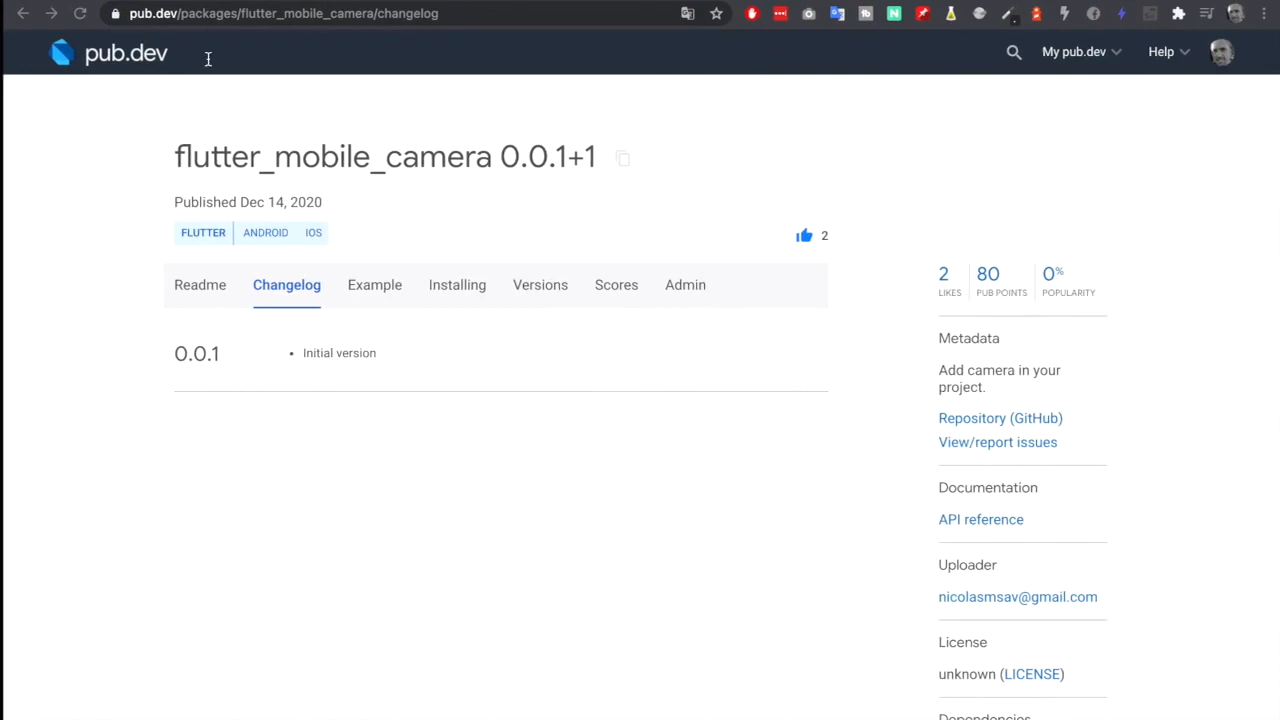 pub.dev/packages/flutter_mobile_camera/changelog
pub.dev
My pub.dev
Help
flutter_mobile_camera 0.0.1+1
Published Dec 14, 2020
FLUTTER
ANDROID
IOS
2
Readme
Changelog
Example
Installing
Versions
Scores
Admin
0.0.1
• Initial version
2
LIKES
80
PUB POINTS
0%
POPULARITY
Metadata
Add camera in your
project.
Repository (GitHub)
View/report issues
Documentation
API reference
Uploader
nicolasmsav@gmail.com
License
unknown (LICENSE)
Dependencies